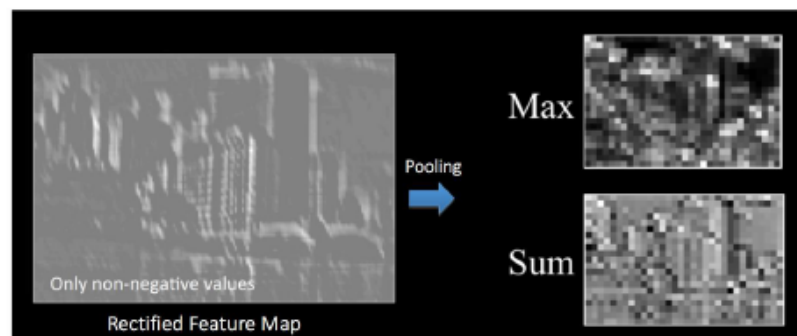 Max
Pooling
Sum
Only non-negative values
Rectified Feature Map